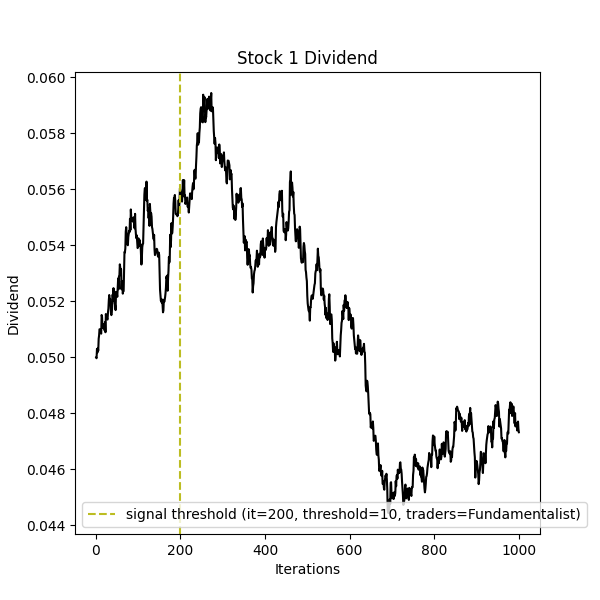 Stock 1 Dividend
0.060
0.058
0.056
0.054
0.052
0.050
0.048
0.046
0.044
Dividend
signal threshold (it=200, threshold=10, traders=Fundamentalist)
0 200 400 600 800 1000
Iterations